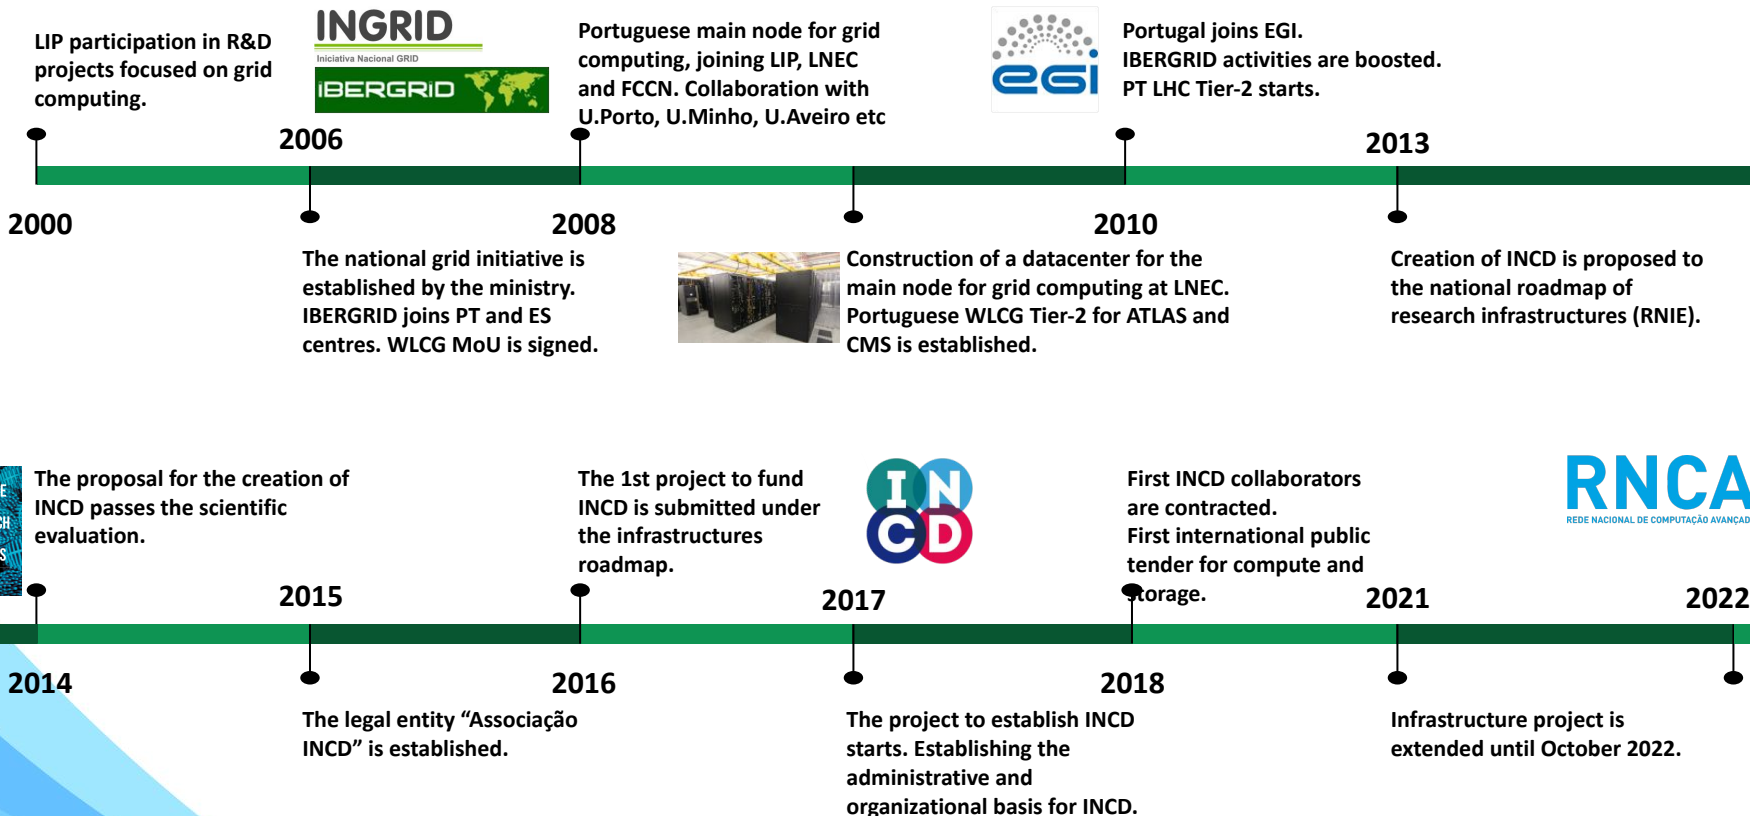 LIP participation in R&D
projects focused on grid
computing.
INGRID
Iniciativa Nacional GRID
iBERGRiD
Portuguese main node for grid
computing, joining LIP, LNEC
and FCCN. Collaboration with
U.Porto, U.Minho, U.Aveiro etc
egi
Portugal joins EGI.
IBERGRID activities are boosted.
PT LHC Tier-2 starts.
2006
2013
2000
2008
2010
The national grid initiative is
established by the ministry.
IBERGRID joins PT and ES
centres. WLCG MoU is signed.
Construction of a datacenter for the
main node for grid computing at LNEC.
Portuguese WLCG Tier-2 for ATLAS and
CMS is established.
Creation of INCD is proposed to
the national roadmap of
research infrastructures (RNIE).
The proposal for the creation of
INCD passes the scientific
evaluation.
The 1st project to fund
INCD is submitted under
the infrastructures
roadmap.
IN
CD
First INCD collaborators
are contracted.
First international public
tender for compute and
storage.
RNCA
REDE NACIONAL DE COMPUTAÇÃO AVANÇAD
2015
2017
2021
2022
2014
2016
2018
The legal entity “Associação
INCD” is established.
The project to establish INCD
starts. Establishing the
administrative and
organizational basis for INCD.
Infrastructure project is
extended until October 2022.